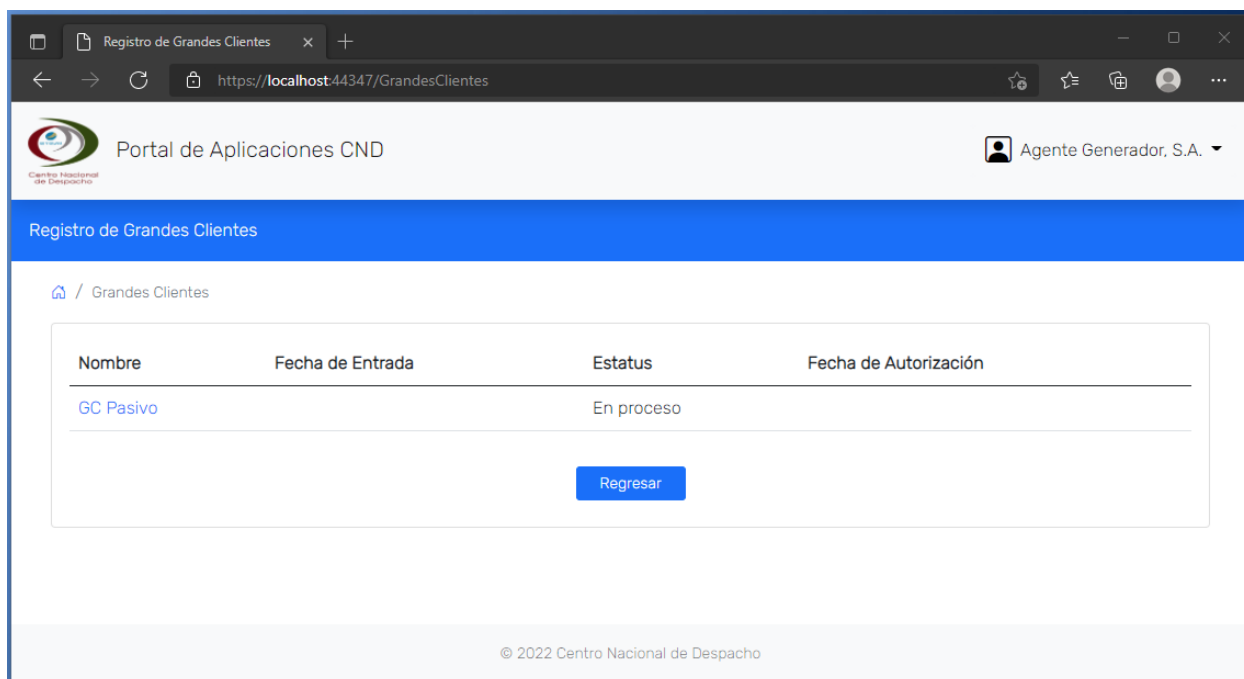 Registro de Grandes Clientes
https://localhost:44347/GrandesClientes
Centro Nacional
de Despacho
Portal de Aplicaciones CND
Agente Generador, S.A.
Registro de Grandes Clientes
/ Grandes Clientes
Nombre Fecha de Entrada Estatus Fecha de Autorización
GC Pasivo En proceso
Regresar
© 2022 Centro Nacional de Despacho